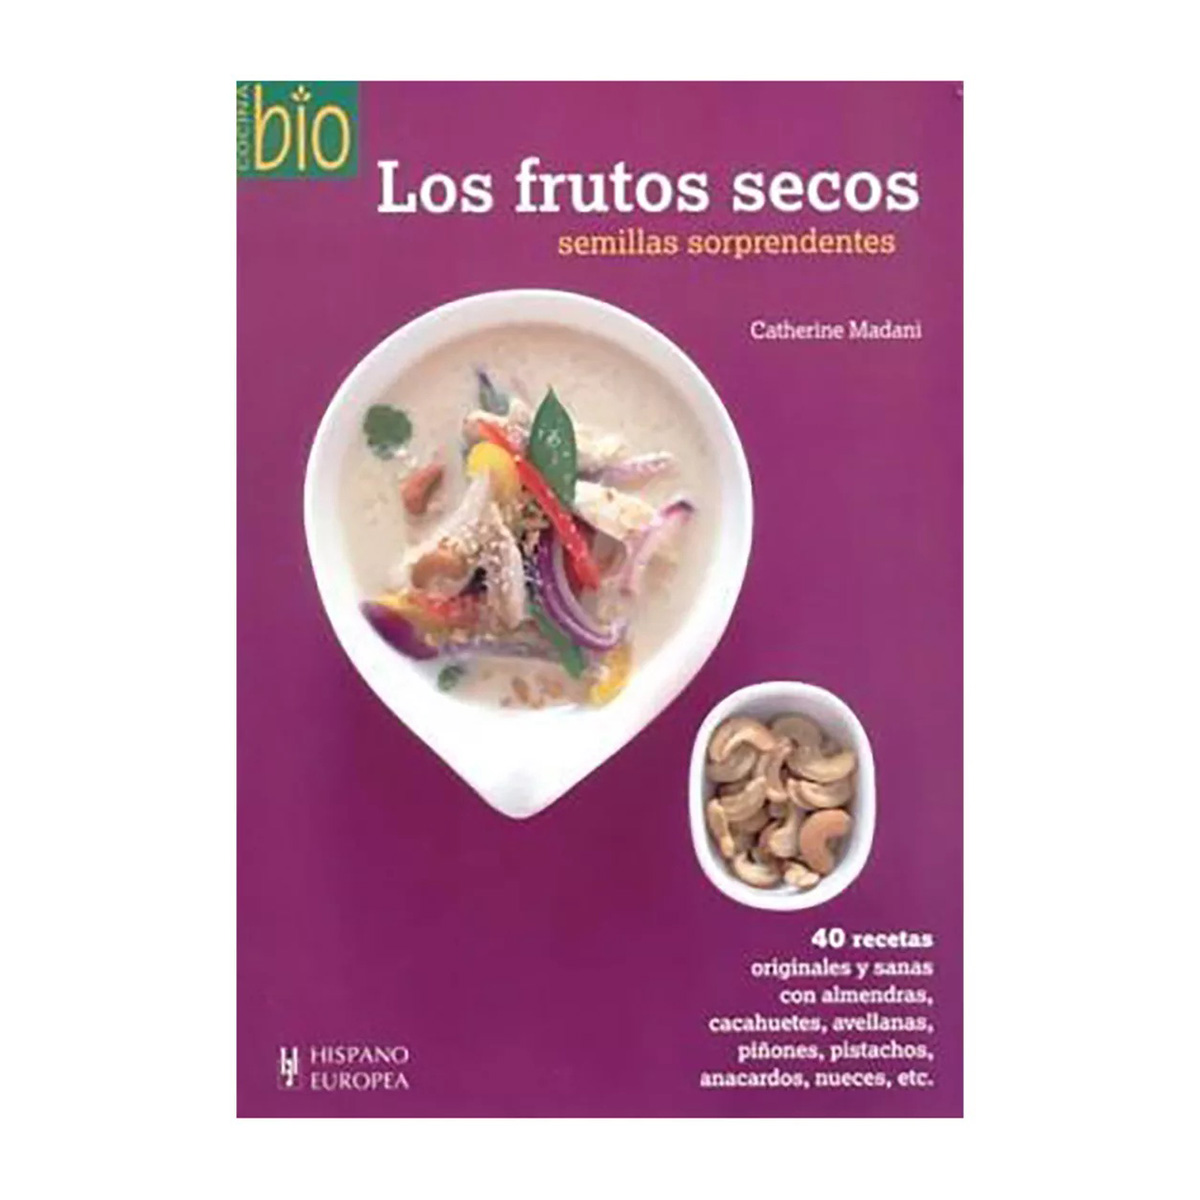 COCINA
bio
Los frutos secos
semillas sorprendentes
Catherine Madani
40 recetas
originales y sanas
con almendras,
cacahuetes, avellanas,
piñones, pistachos,
anacardos, nueces, etc.
HISPANO
EUROPEA